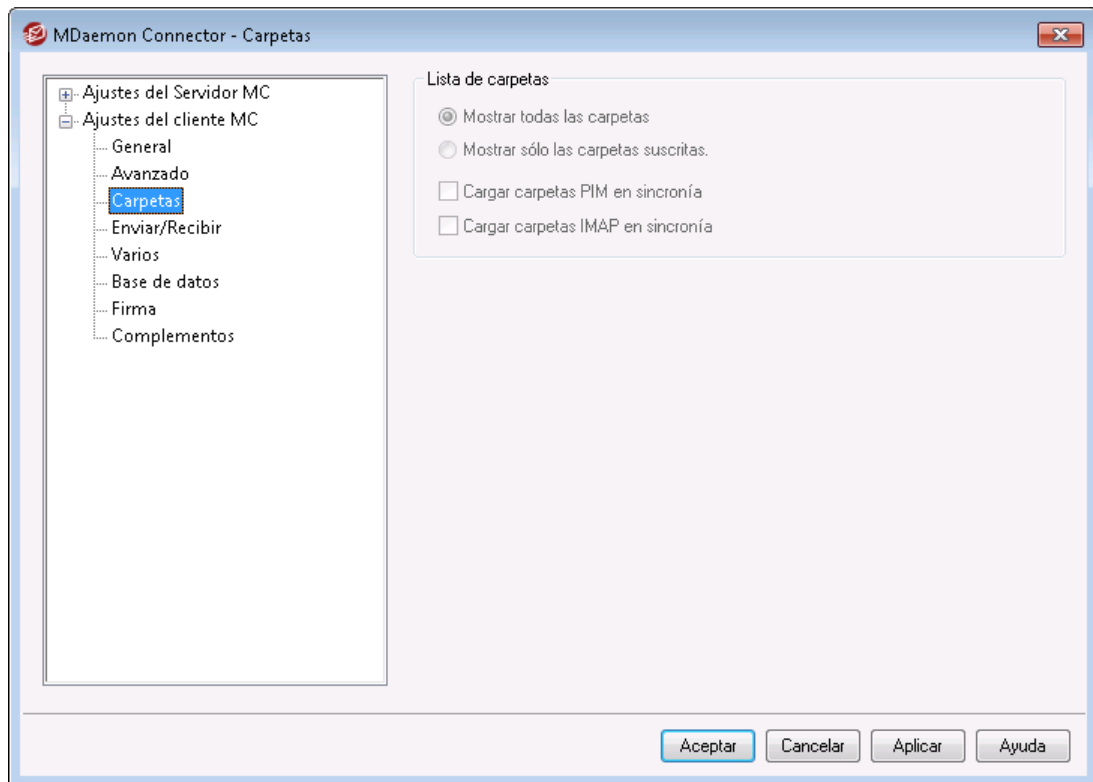 MDaemon Connector - Carpetas
Ajustes del Servidor MC
Ajustes del cliente MC
General
Avanzado
Carpetas
Enviar/Recibir
Varios
Base de datos
Firma
Complementos
Lista de carpetas
Mostrar todas las carpetas
Mostrar sólo las carpetas suscritas.
Cargar carpetas PIM en sincronía
Cargar carpetas IMAP en sincronía
Aceptar
Cancelar
Aplicar
Ayuda